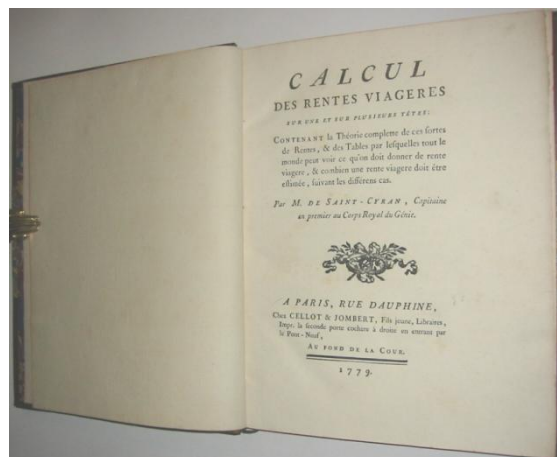 CALCUL
DES RENTES VIAGERES
SUR UNE ET SUR PLUSIEURS TÊTES:
CONTENANT la Théorie complette de ces sortes
de Rentes, & des Tables par lesquelles tout le
monde peut voir ce qu'on doit donner de rente
viagere, & combien une rente viagere doit être
estimée, suivant les différens cas.
Par M. DE SAINT-CYRAN, Capitaine
en premier au Corps Royal du Génie.
A PARIS, RUE DAUPHINE,
Chez CELLOT & JOMBERT, Fils jeune, Libraires,
Impr. la seconde porte cochere à droite en entrant par
le Pont-Neuf,
AU FOND DE LA COUR.
1779.